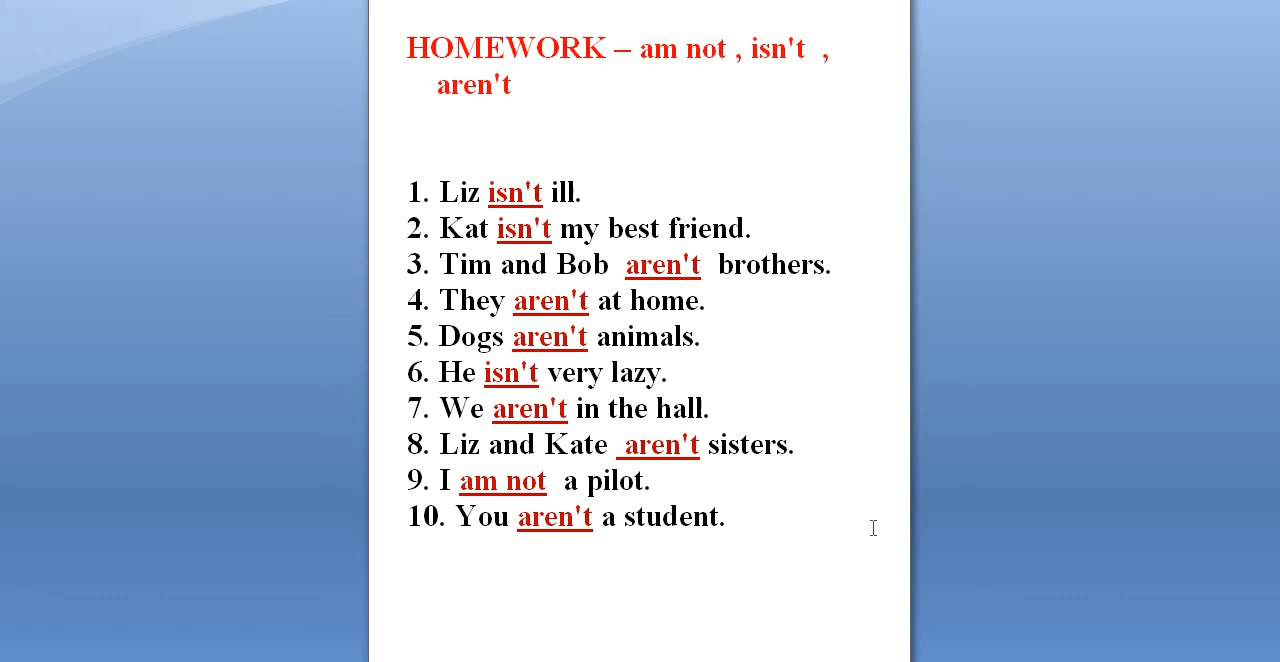 HOMEWORK – am not , isn't ,
aren't
1. Liz isn't ill.
2. Kat isn't my best friend.
3. Tim and Bob aren't brothers.
4. They aren't at home.
5. Dogs aren't animals.
6. He isn't very lazy.
7. We aren't in the hall.
8. Liz and Kate aren't sisters.
9. I am not a pilot.
10. You aren't a student.